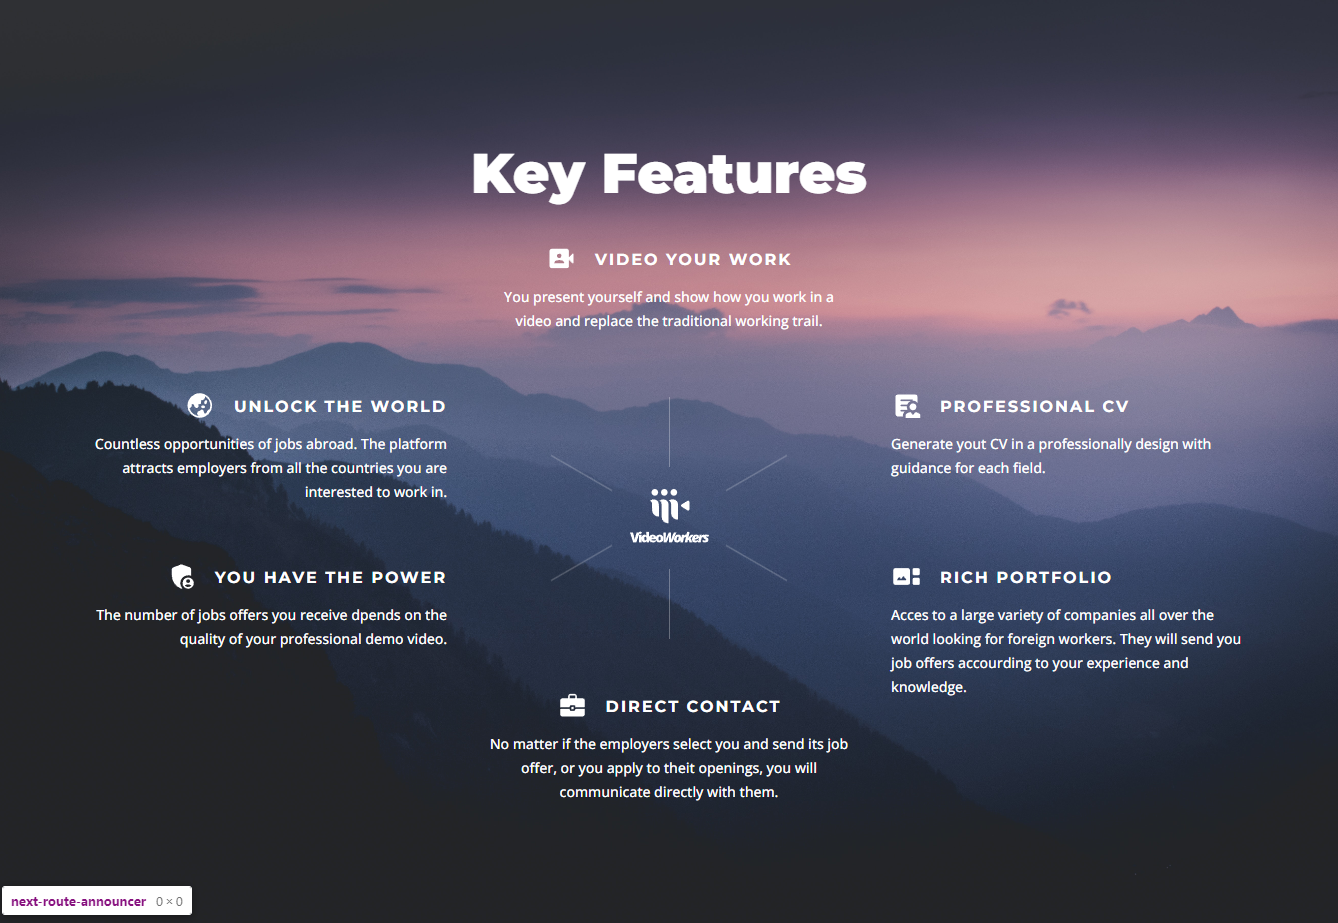 Key Features
VIDEO YOUR WORK
You present yourself and show how you work in a
video and replace the traditional working trail.
UNLOCK THE WORLD
Countless opportunities of jobs abroad. The platform
attracts employers from all the countries you are
interested to work in.
PROFESSIONAL CV
Generate yout CV in a professionally design with
guidance for each field.
VideoWorkers
YOU HAVE THE POWER
The number of jobs offers you receive dpends on the
quality of your professional demo video.
RICH PORTFOLIO
Acces to a large variety of companies all over the
world looking for foreign workers. They will send you
job offers accourding to your experience and
knowledge.
DIRECT CONTACT
No matter if the employers select you and send its job
offer, or you apply to theit openings, you will
communicate directly with them.
next-route-announcer 0 × 0